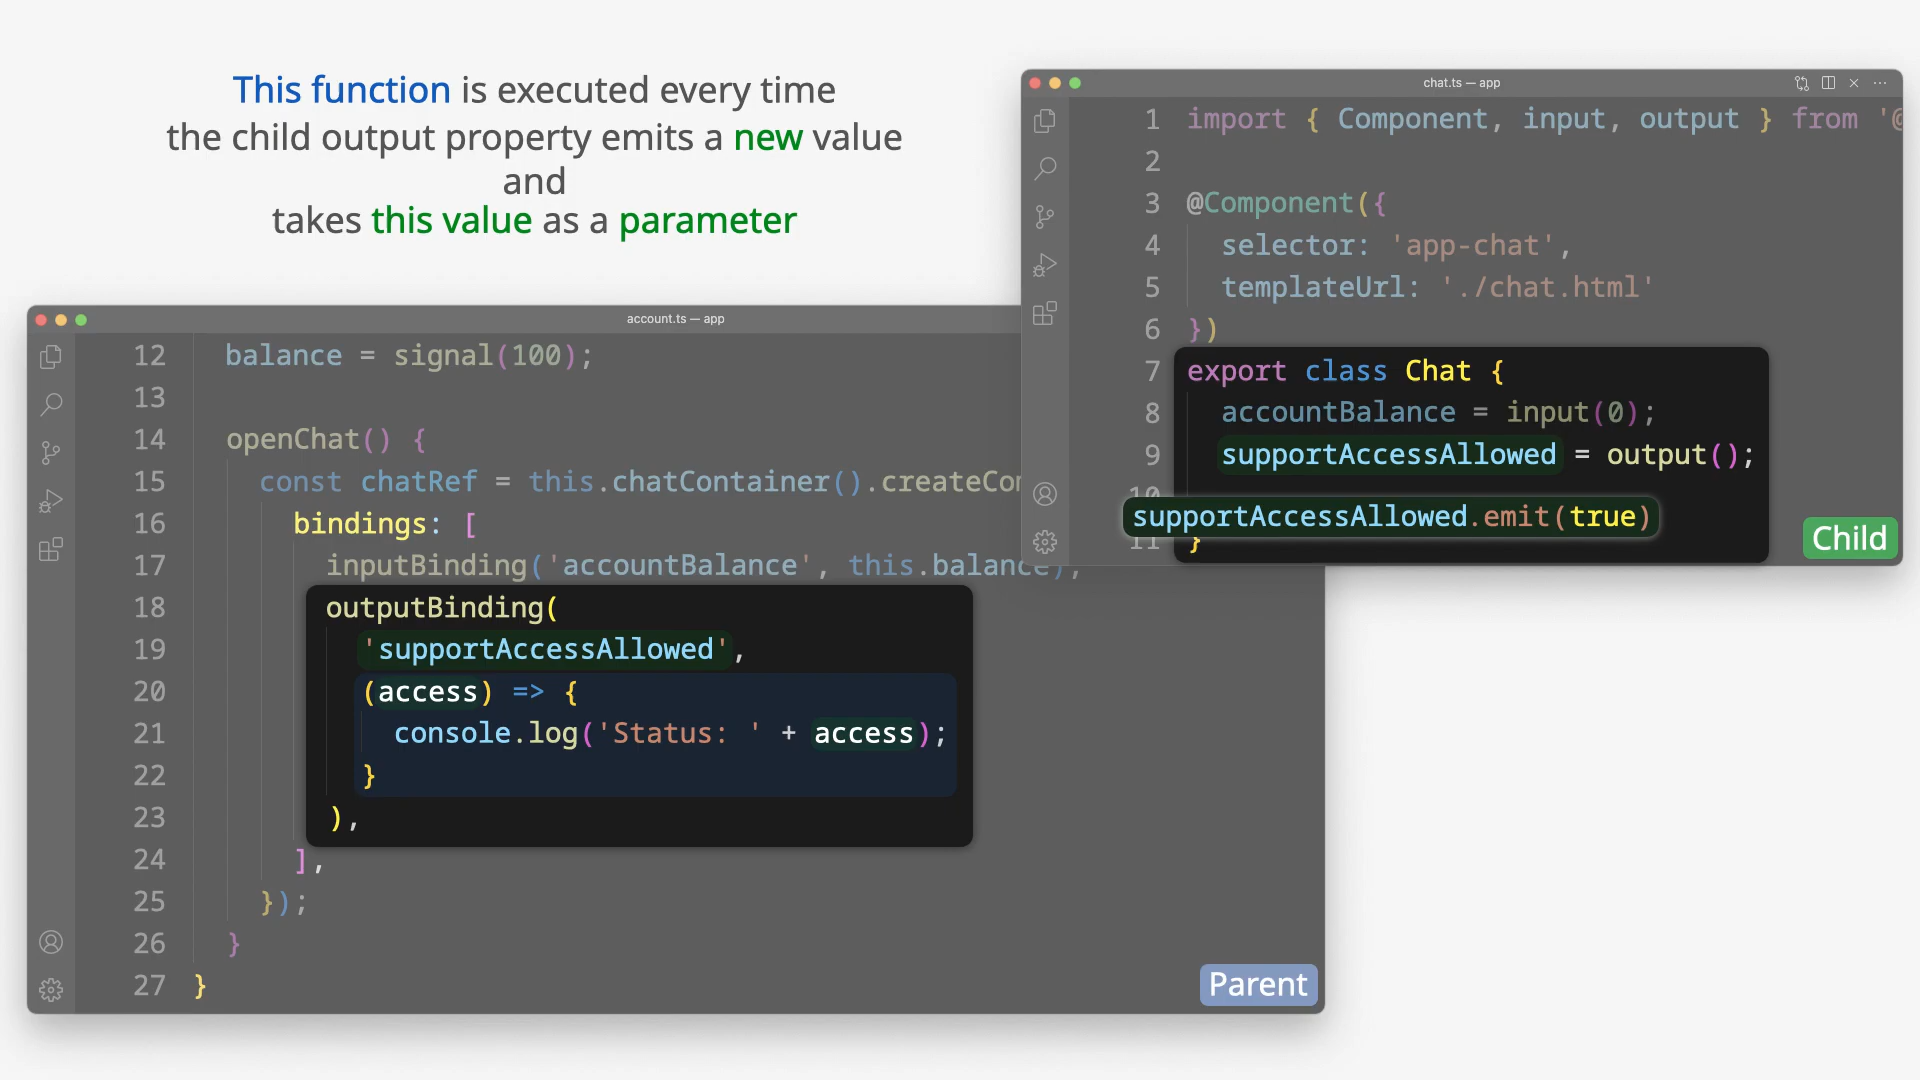 This function is executed every time
the child output property emits a new value
and
takes this value as a parameter
chat.ts — app
1 import { Component, input, output } from '@
2
3 @Component({
4 selector: 'app-chat',
5 templateUrl: './chat.html'
6 })
7 export class Chat {
8 accountBalance = input(0);
9 supportAccessAllowed = output();
10
supportAccessAllowed.emit(true)
11 }
Child
account.ts — app
12 balance = signal(100);
13
14 openChat() {
15 const chatRef = this.chatContainer().createCo
16 bindings: [
17 inputBinding('accountBalance', this.balance),
18 outputBinding(
19 'supportAccessAllowed',
20 (access) => {
21 console.log('Status: ' + access);
22 }
23 ),
24 ],
25 });
26 }
27 }
Parent